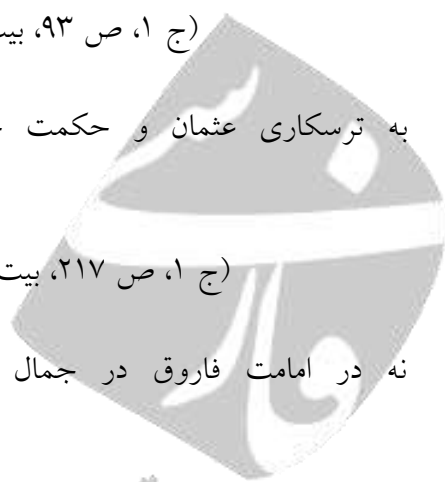 (ج ۱، ص ۹۳، بیت
به ترسکاری عثمان و حکمت
(ج ۱، ص ۲۱۷، بیت
نه در امامت فاروق در جمال